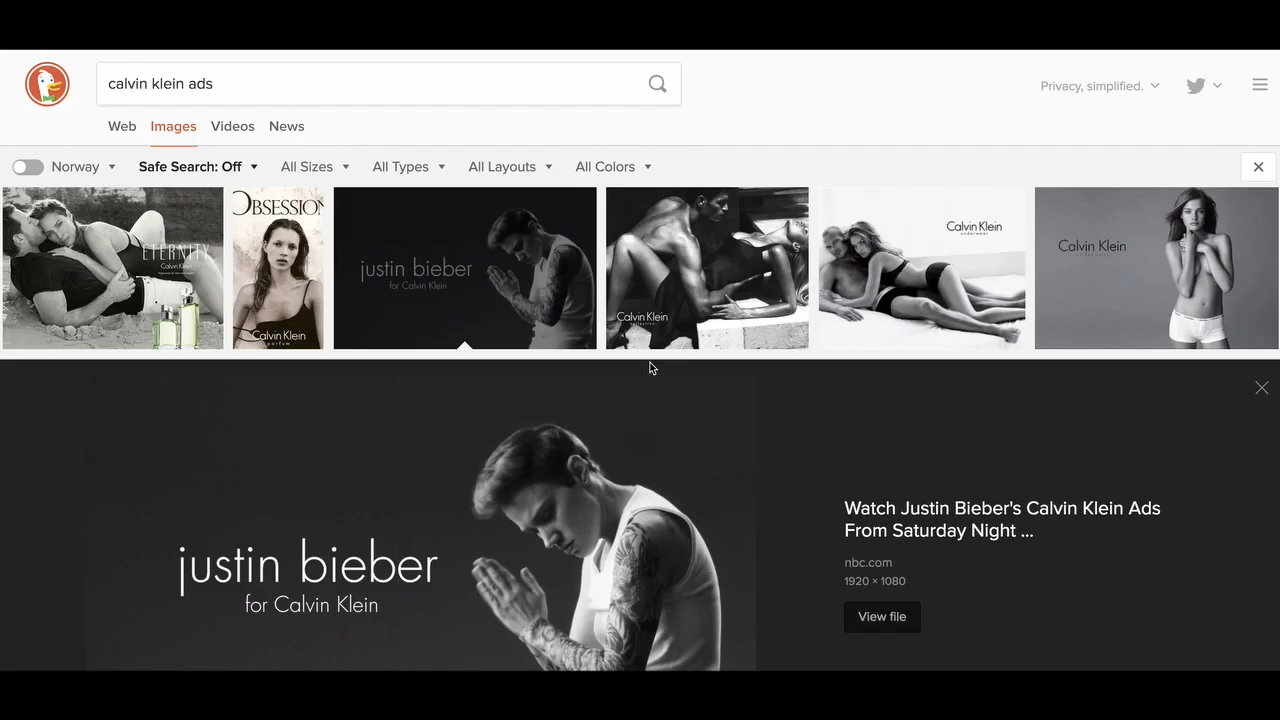 calvin klein ads
Privacy, simplified.
Web Images Videos News
Norway Safe Search: Off All Sizes All Types All Layouts All Colors
ETERNITY
Calvin Klein
OBSESSION
Calvin Klein
parfum
justin bieber
for Calvin Klein
Calvin Klein
collection
Calvin Klein
underwear
Calvin Klein
underwear
justin bieber
for Calvin Klein
Watch Justin Bieber's Calvin Klein Ads
From Saturday Night ...
nbc.com
1920 × 1080
View file